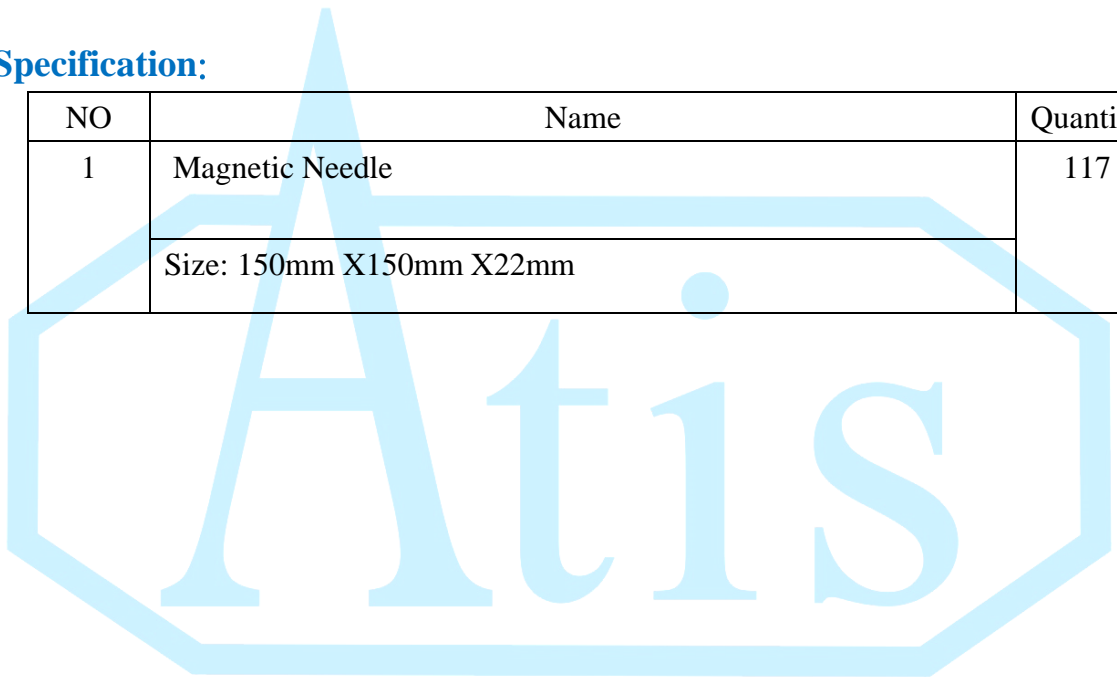 Specification:
NO Name Quanti
1 Magnetic Needle 117
Size: 150mm X150mm X22mm
Atis